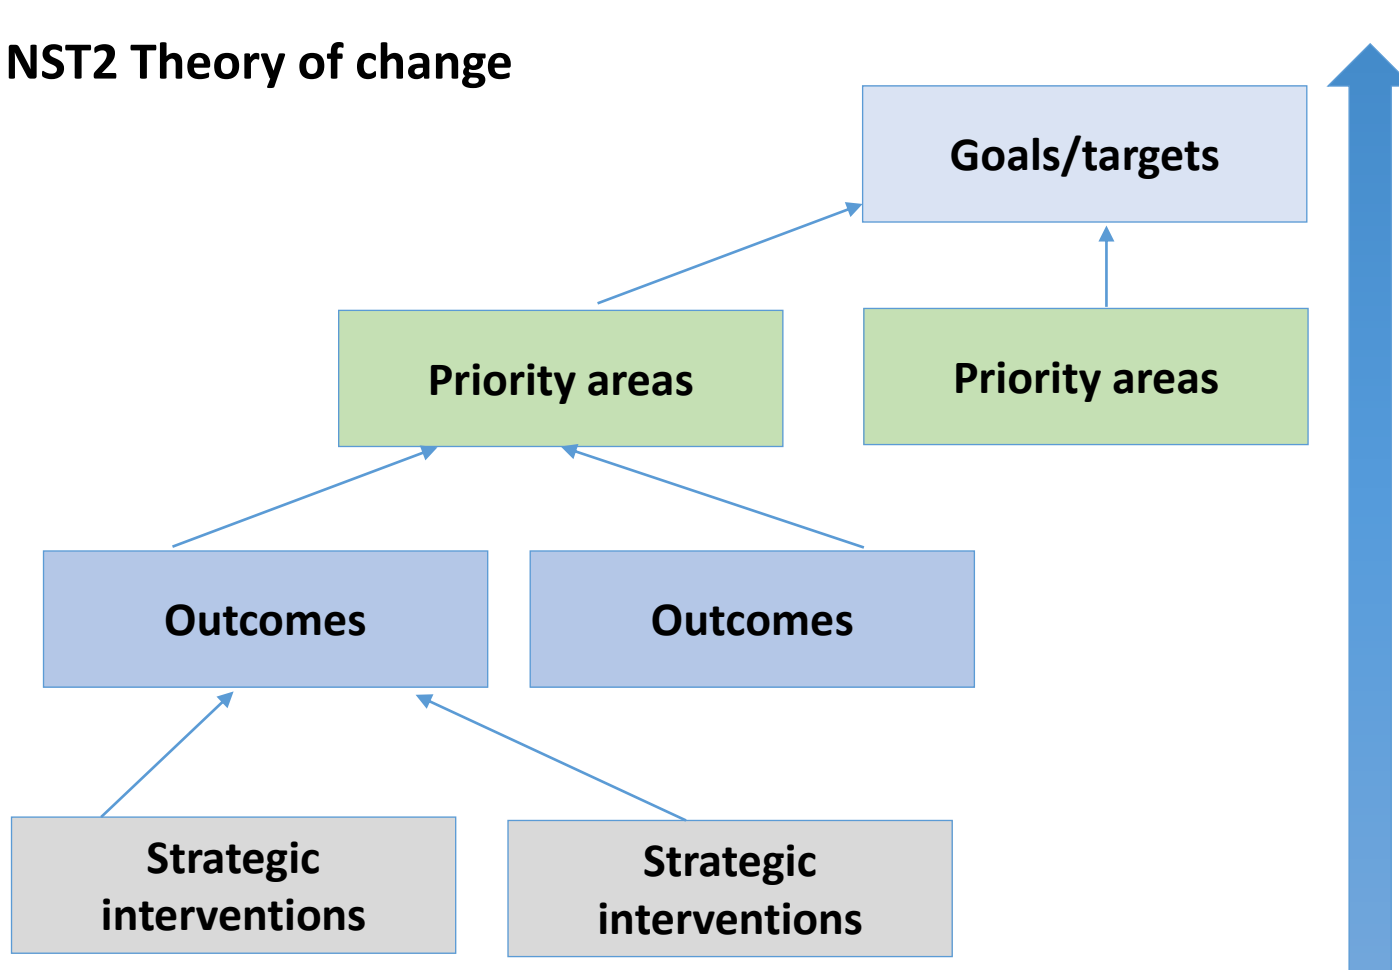 NST2 Theory of change
Goals/targets
Priority areas
Priority areas
Outcomes
Outcomes
Strategic
interventions
Strategic
interventions